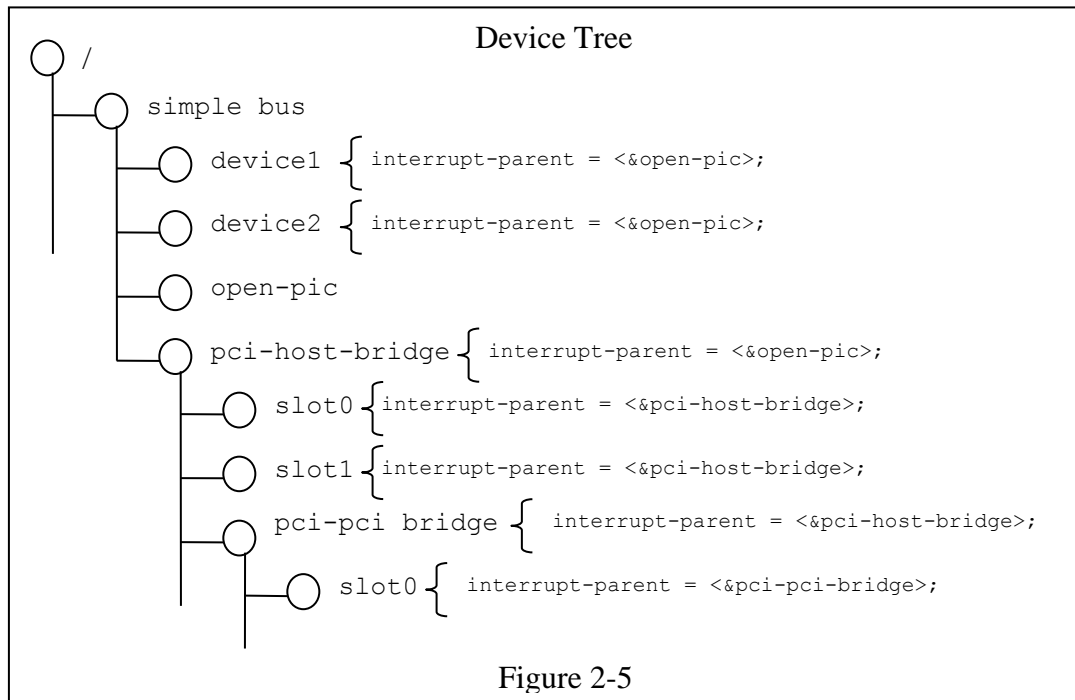 Device Tree
/
simple bus
device1 { interrupt-parent = <&open-pic>;
device2 { interrupt-parent = <&open-pic>;
open-pic
pci-host-bridge { interrupt-parent = <&open-pic>;
slot0 { interrupt-parent = <&pci-host-bridge>;
slot1 { interrupt-parent = <&pci-host-bridge>;
pci-pci bridge { interrupt-parent = <&pci-host-bridge>;
slot0 { interrupt-parent = <&pci-pci-bridge>;
Figure 2-5